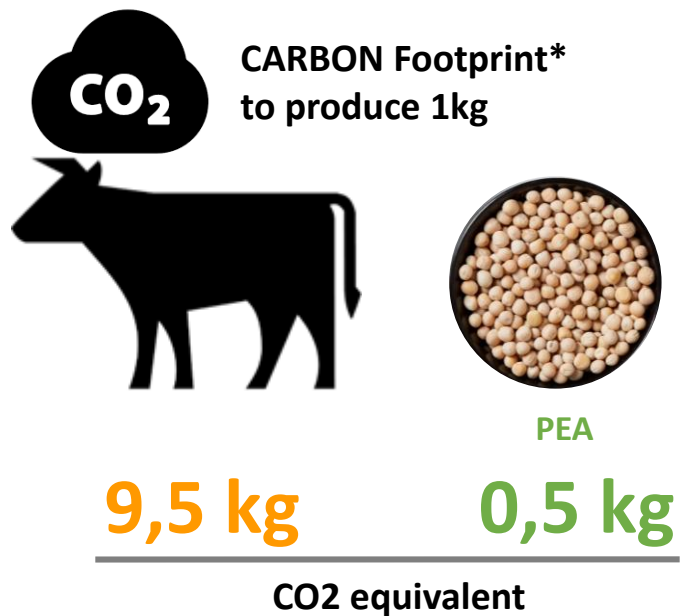 CO₂
CARBON Footprint*
to produce 1kg
PEA
9,5 kg 0,5 kg
CO2 equivalent